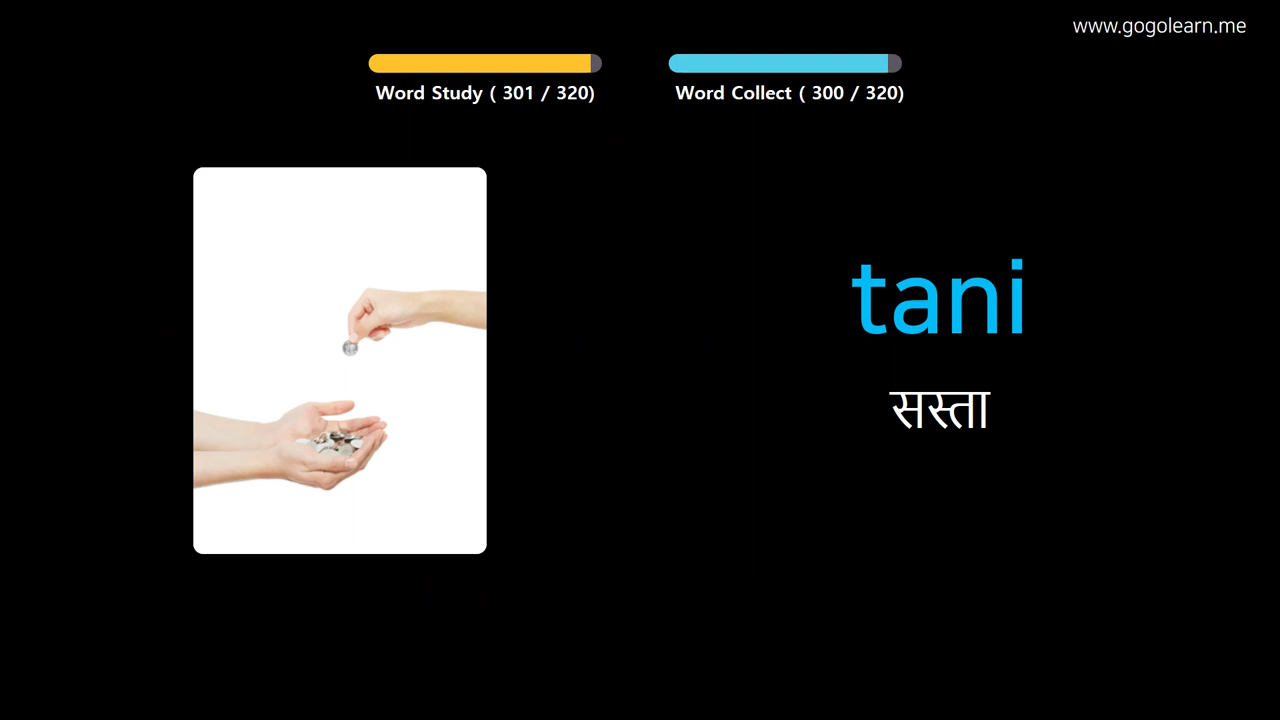 www.gogolearn.me
Word Study ( 301 / 320)
Word Collect ( 300 / 320)
tani
सस्ता